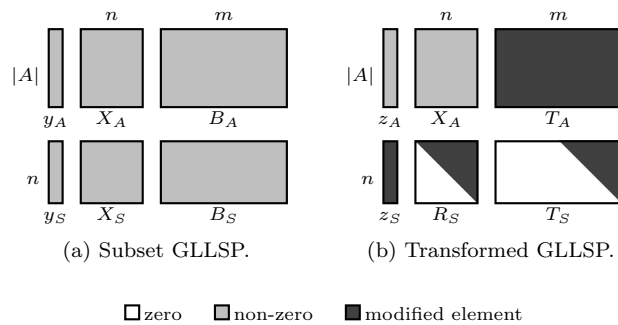 n m n m
|A| |A|
y_A X_A B_A z_A X_A T_A
n n
y_S X_S B_S z_S R_S T_S
(a) Subset GLLSP. (b) Transformed GLLSP.
zero non-zero modified element